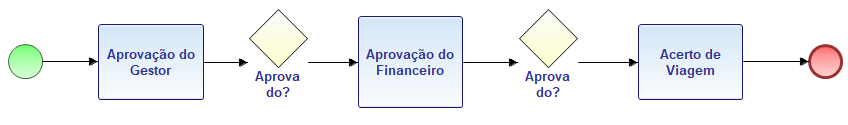 Aprovação do
Gestor
Aprova
do?
Aprovação do
Financeiro
Aprova
do?
Acerto de
Viagem